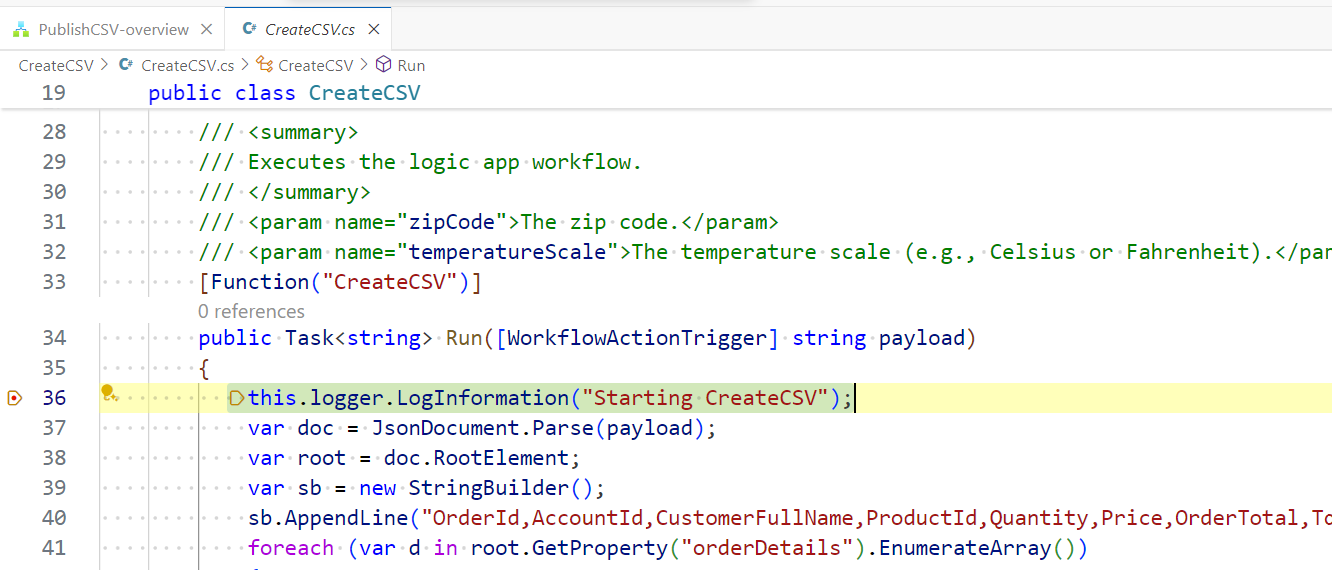 PublishCSV-overview
CreateCSV.cs
CreateCSV > CreateCSV.cs > CreateCSV > Run
19 public class CreateCSV
28 /// <summary>
29 /// Executes the logic app workflow.
30 /// </summary>
31 /// <param name="zipCode">The zip code.</param>
32 /// <param name="temperatureScale">The temperature scale (e.g., Celsius or Fahrenheit).</par
33 [Function("CreateCSV")]
0 references
34 public Task<string> Run([WorkflowActionTrigger] string payload)
35 {
36 this.logger.LogInformation("Starting CreateCSV");
37 var doc = JsonDocument.Parse(payload);
38 var root = doc.RootElement;
39 var sb = new StringBuilder();
40 sb.AppendLine("OrderId,AccountId,CustomerFullName,ProductId,Quantity,Price,OrderTotal,To
41 foreach (var d in root.GetProperty("orderDetails").EnumerateArray())